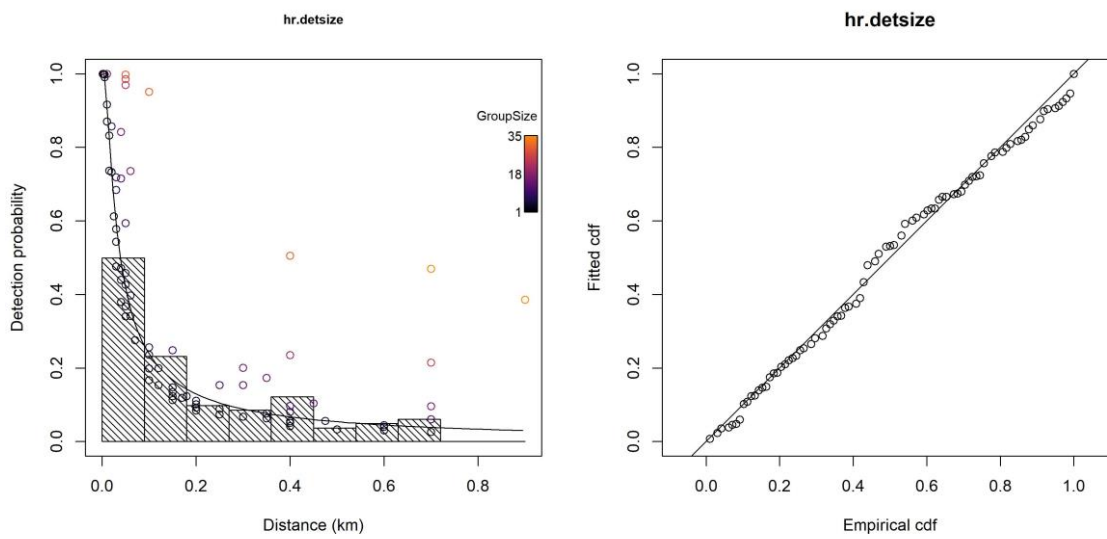 hr.detsize
Detection probability
1.0
0.8
0.6
0.4
0.2
0.0
GroupSize
35
18
1
0.0 0.2 0.4 0.6 0.8
Distance (km)
hr.detsize
Fitted cdf
1.0
0.8
0.6
0.4
0.2
0.0
0.0 0.2 0.4 0.6 0.8 1.0
Empirical cdf